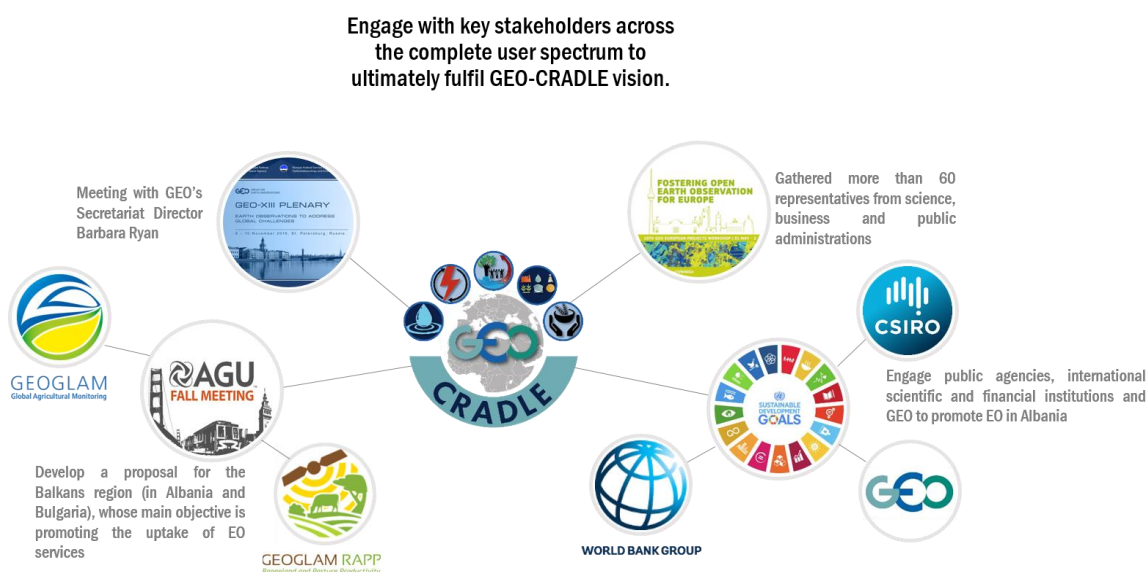 Engage with key stakeholders across
the complete user spectrum to
ultimately fulfil GEO-CRADLE vision.
Meeting with GEO's
Secretariat Director
Barbara Ryan
GEO
GEO-XIII PLENARY
EARTH OBSERVATIONS TO ADDRESS
GLOBAL CHALLENGES
FOSTERING OPEN
EARTH OBSERVATION
FOR EUROPE
Gathered more than 60
representatives from science,
business and public
administrations
GEO
CRADLE
GEOGLAM
Global Agricultural Monitoring
AGU
FALL MEETING
Develop a proposal for the
Balkans region (in Albania and
Bulgaria), whose main objective is
promoting the uptake of EO
services
GEOGLAM RAPP
Rangeland and Pasture Productivity
CSIRO
Engage public agencies, international
scientific and financial institutions and
GEO to promote EO in Albania
SUSTAINABLE
DEVELOPMENT
GOALS
WORLD BANK GROUP
GEO